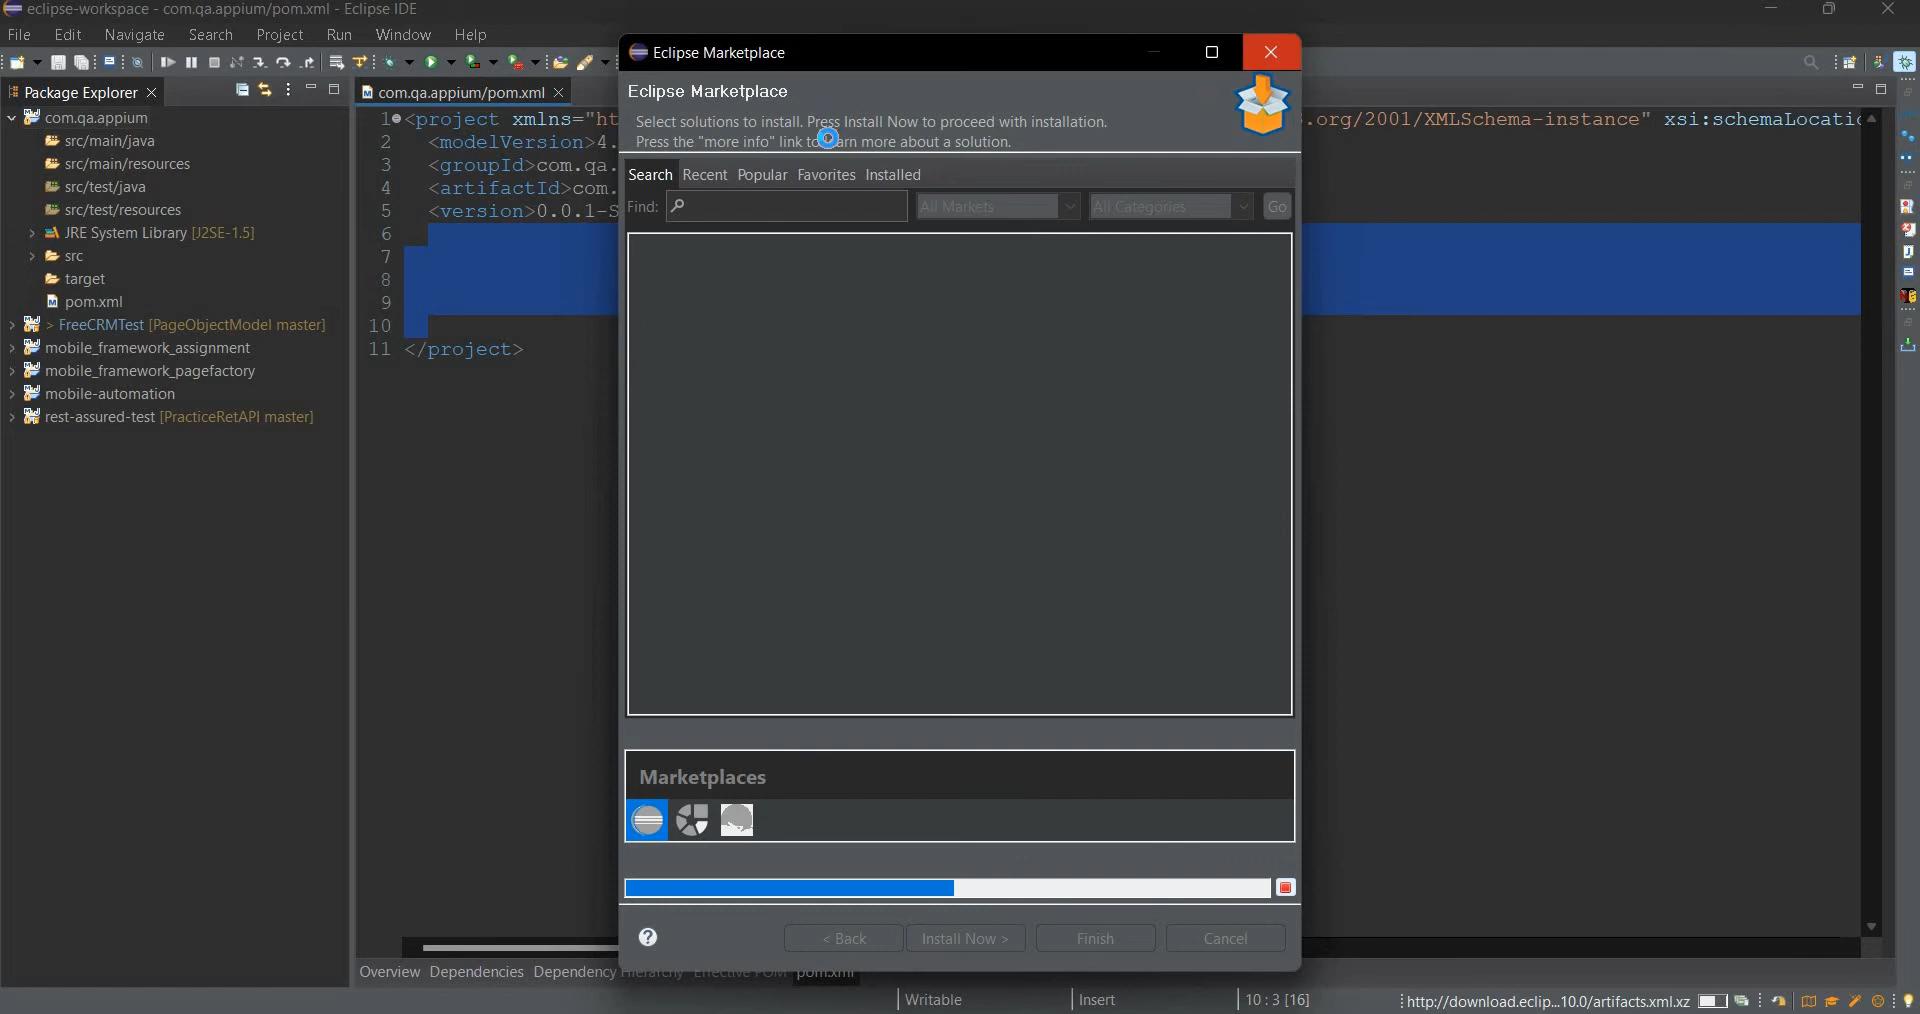 eclipse-workspace - com.qa.appium/pom.xml - Eclipse IDE
File Edit Navigate Search Project Run Window Help
Package Explorer
com.qa.appium
src/main/java
src/main/resources
src/test/java
src/test/resources
JRE System Library [J2SE-1.5]
src
target
pom.xml
> FreeCRMTest [PageObjectModel master]
mobile_framework_assignment
mobile_framework_pagefactory
mobile-automation
rest-assured-test [PracticeRetAPI master]
com.qa.appium/pom.xml
1 <project xmlns="ht .org/2001/XMLSchema-instance" xsi:schemaLocatio
2 <modelVersion>4.
3 <groupId>com.qa.
4 <artifactId>com.
5 <version>0.0.1-S
6
7
8
9
10
11 </project>
Eclipse Marketplace
Eclipse Marketplace
Select solutions to install. Press Install Now to proceed with installation.
Press the "more info" link to arn more about a solution.
Search Recent Popular Favorites Installed
Find: All Markets All Categories Go
Marketplaces
< Back Install Now > Finish Cancel
Overview Dependencies Dependency Hierarchy Effective POM pom.xml
Writable Insert 10 : 3 [16] http://download.eclip...10.0/artifacts.xml.xz